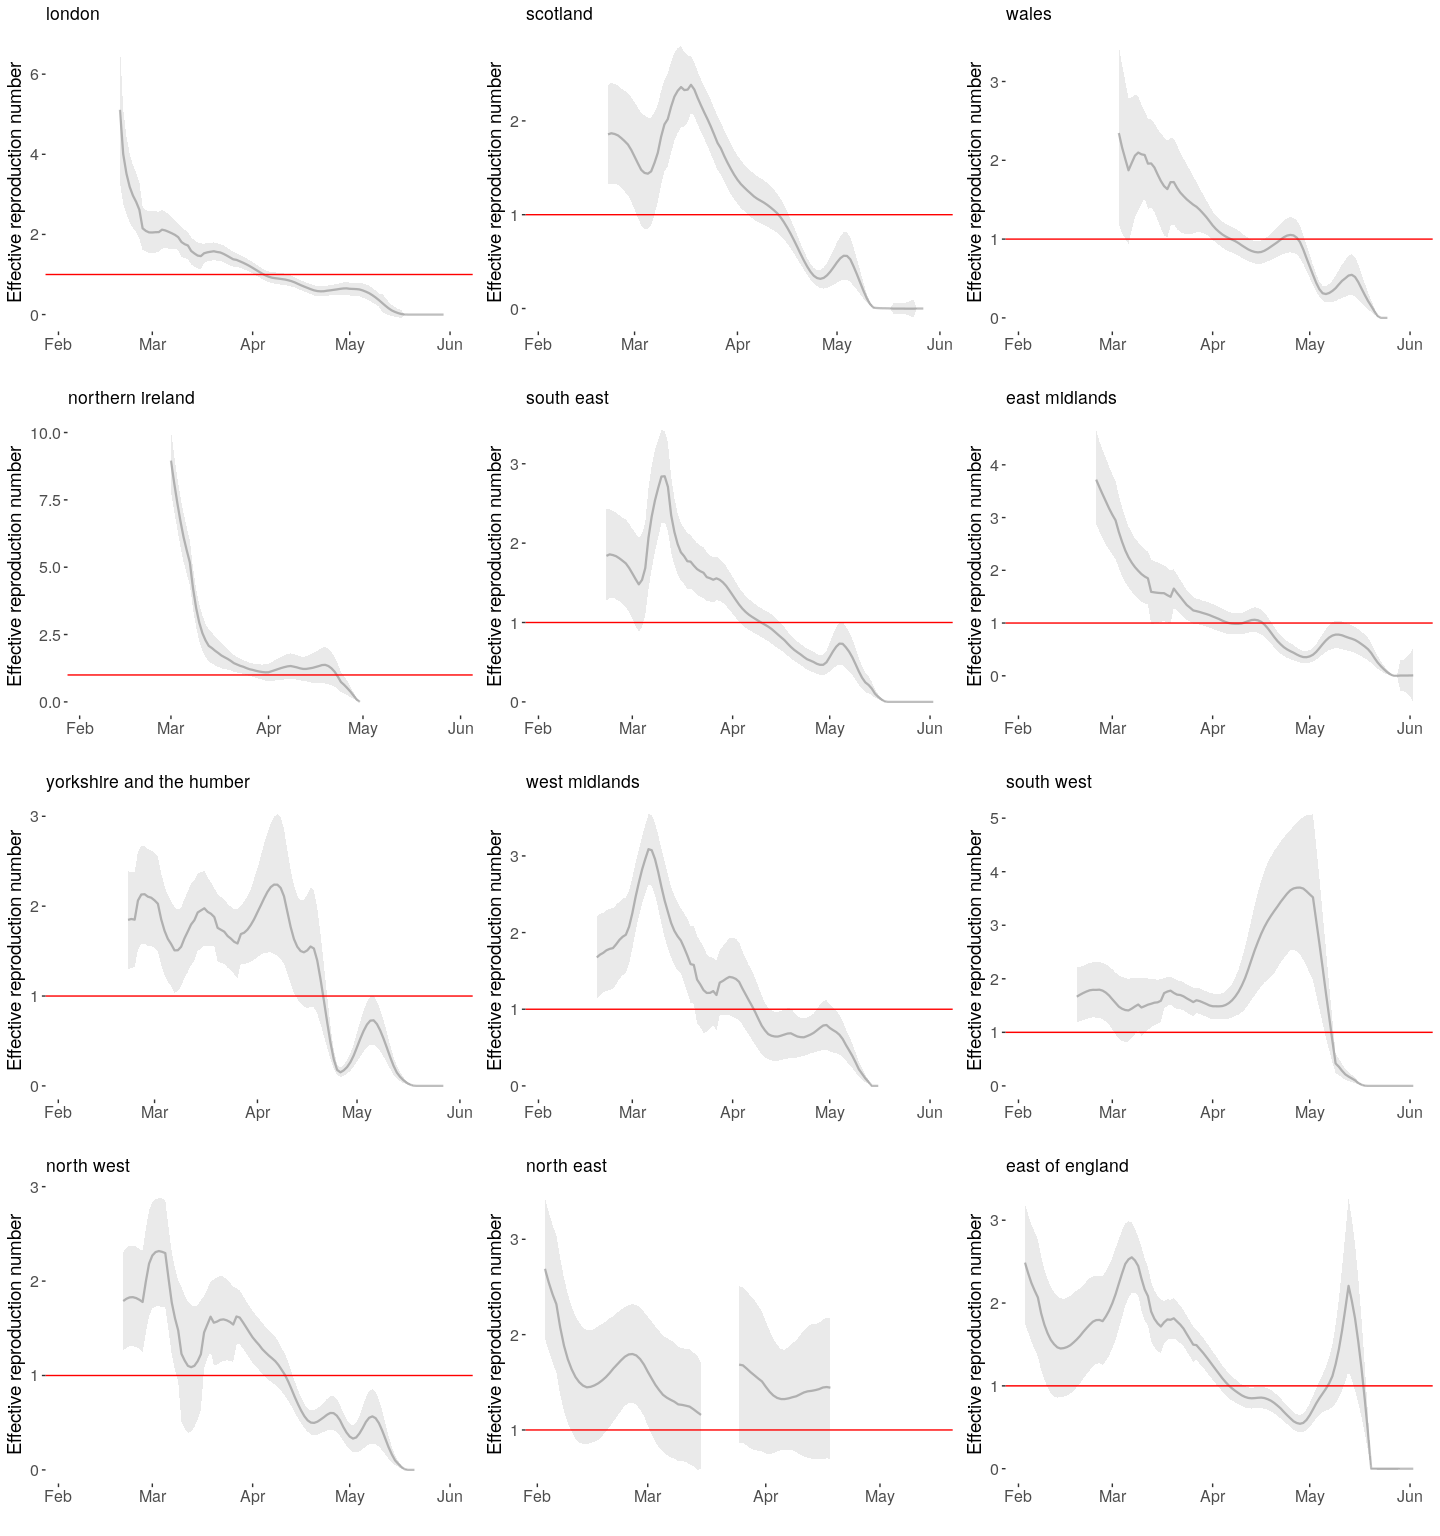 london
scotland
wales
Effective reproduction number
6
4
2
0
Feb Mar Apr May Jun
Effective reproduction number
2
1
0
Feb Mar Apr May Jun
Effective reproduction number
3
2
1
0
Feb Mar Apr May Jun
northern ireland
south east
east midlands
Effective reproduction number
10.0
7.5
5.0
2.5
0.0
Feb Mar Apr May Jun
Effective reproduction number
3
2
1
0
Feb Mar Apr May Jun
Effective reproduction number
4
3
2
1
0
Feb Mar Apr May Jun
yorkshire and the humber
west midlands
south west
Effective reproduction number
3
2
1
0
Feb Mar Apr May Jun
Effective reproduction number
3
2
1
0
Feb Mar Apr May Jun
Effective reproduction number
5
4
3
2
1
0
Feb Mar Apr May Jun
north west
north east
east of england
Effective reproduction number
3
2
1
0
Feb Mar Apr May Jun
Effective reproduction number
3
2
1
Feb Mar Apr May
Effective reproduction number
3
2
1
0
Feb Mar Apr May Jun